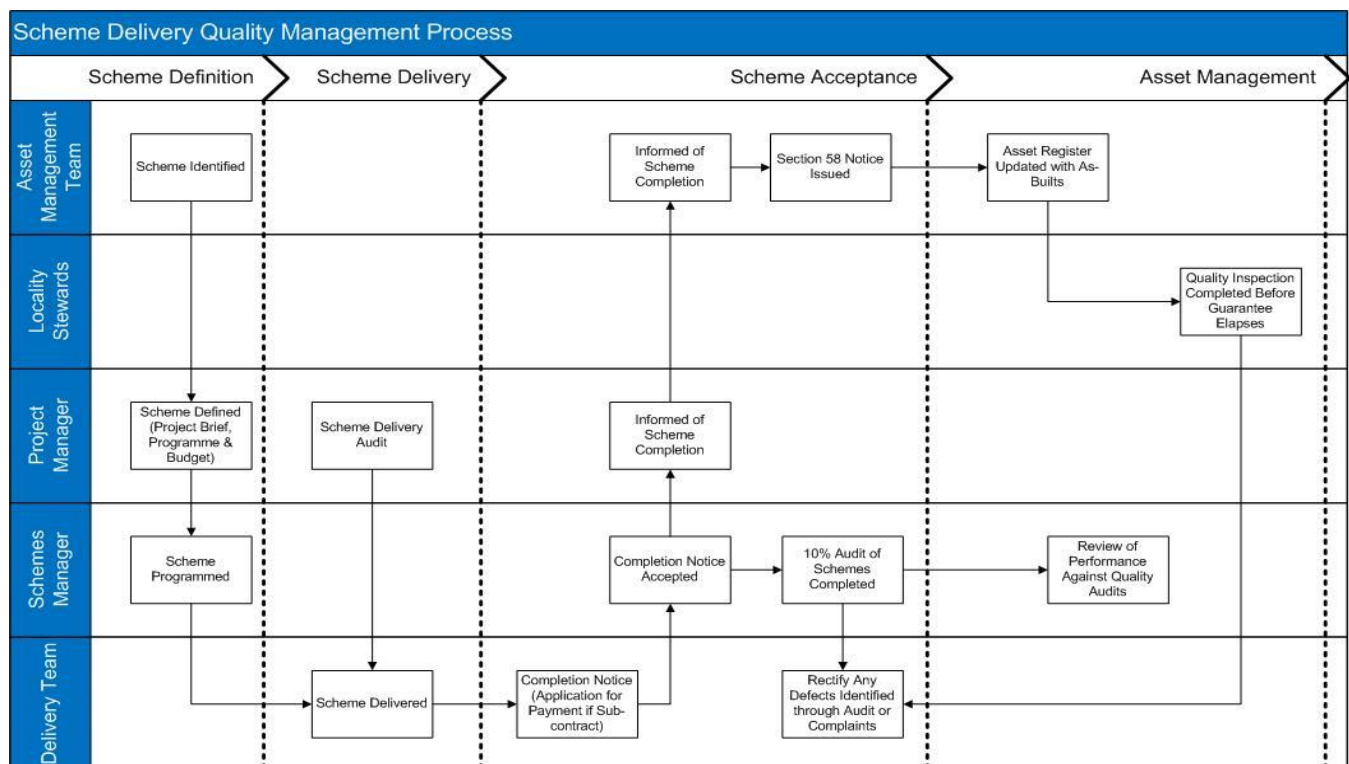 Scheme Delivery Quality Management Process
Scheme Definition
Scheme Delivery
Scheme Acceptance
Asset Management
Asset
Management
Team
Scheme Identified
Informed of
Scheme
Completion
Section 58 Notice
Issued
Asset Register
Updated with As-
Builts
Locality
Stewards
Quality Inspection
Completed Before
Guarantee
Elapses
Project
Manager
Scheme Defined
(Project Brief,
Programme &
Budget)
Scheme Delivery
Audit
Informed of
Scheme
Completion
Schemes
Manager
Scheme
Programmed
Completion Notice
Accepted
10% Audit of
Schemes
Completed
Review of
Performance
Against Quality
Audits
Delivery Team
Scheme Delivered
Completion Notice
(Application for
Payment if Sub-
contract)
Rectify Any
Defects Identified
through Audit or
Complaints